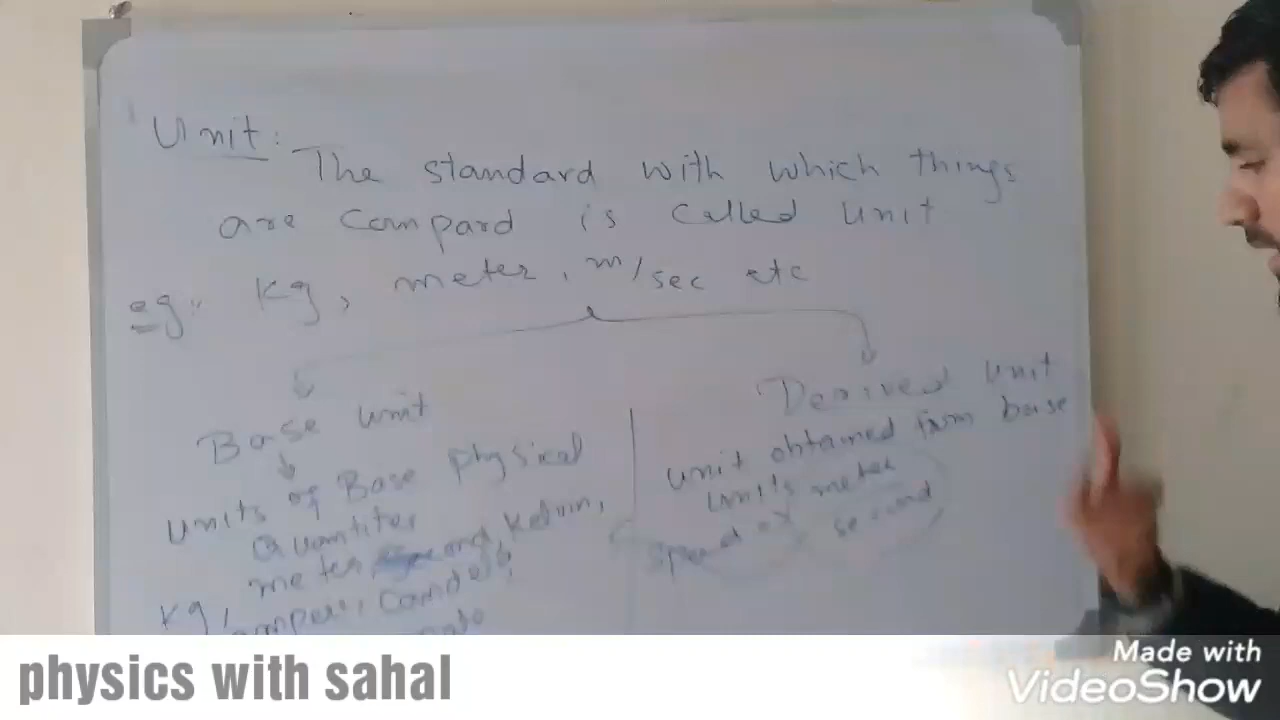 Unit:
The standard with which things
are compard is called unit
eg:: Kg, meter, m/sec etc
Base unit
units of Base physical
Quantites
Kg, meter, second, Kelvin,
ampere, Candela,
Derived unit
unit obtained from base
units meter
speed = second
physics with sahal
Made with
VideoShow